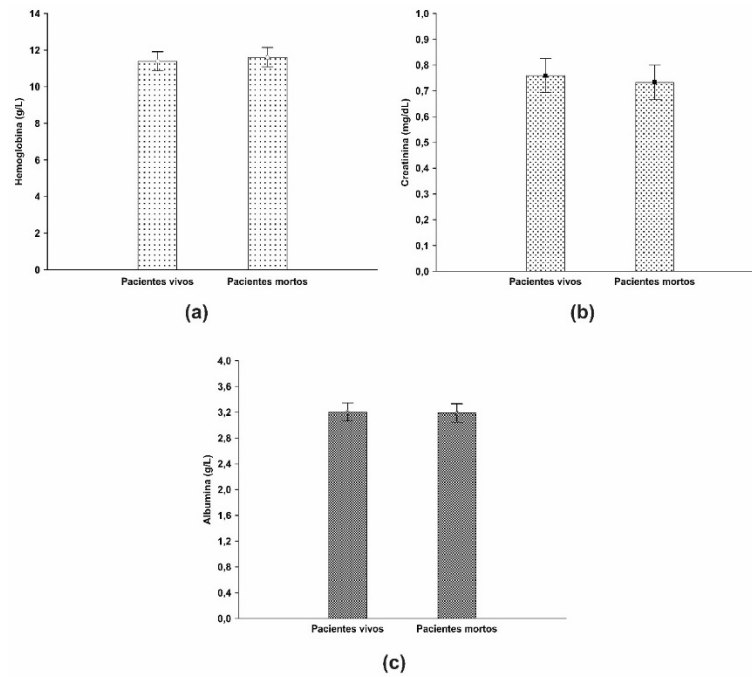 Hemoglobina (g/L)
14
12
10
8
6
4
2
0
Pacientes vivos
Pacientes mortos
(a)
Creatinina (mg/dL)
1,0
0,9
0,8
0,7
0,6
0,5
0,4
0,3
0,2
0,1
0,0
Pacientes vivos
Pacientes mortos
(b)
Albumina (g/L)
4,0
3,6
3,2
2,8
2,4
2,0
1,6
1,2
0,8
0,4
0,0
Pacientes vivos
Pacientes mortos
(c)